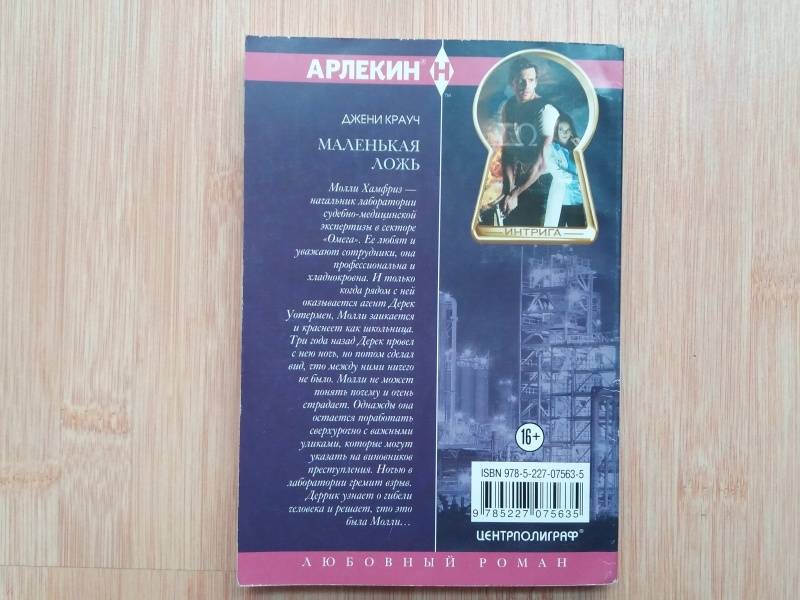 АРЛЕКИН® H
™
ДЖЕНИ КРАУЧ
МАЛЕНЬКАЯ
ЛОЖЬ
Молли Хамфриз —
начальник лаборатории
судебно-медицинской
экспертизы в секторе
«Омега». Ее любят и
уважают сотрудники, она
профессиональна и
хладнокровна. И только
когда рядом с ней
оказывается агент Дерек
Уотермен, Молли заикается
и краснеет как школьница.
Три года назад Дерек провел
с нею ночь, но потом сделал
вид, что между ними ничего
не было. Молли не может
понять почему и очень
страдает. Однажды она
остается поработать
сверхурочно с важными
уликами, которые могут
указать на виновников
преступления. Ночью в
лаборатории гремит взрыв.
Деррик узнает о гибели
человека и решает, что это
была Молли...
Ω
ИНТРИГА
16+
ISBN 978-5-227-07563-5
9 785227 075635
ЦЕНТРПОЛИГРАФ®
ЛЮБОВНЫЙ РОМАН